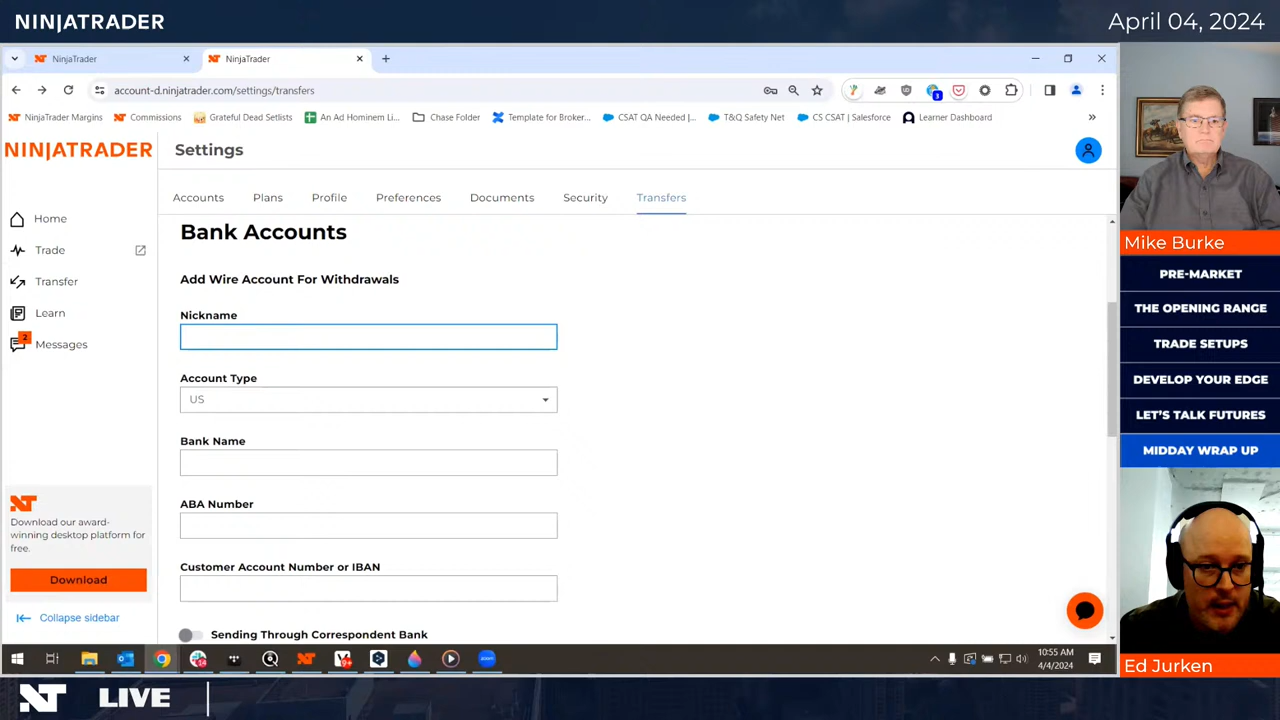 NINJATRADER
April 04, 2024
NinjaTrader
NinjaTrader
account-d.ninjatrader.com/settings/transfers
NinjaTrader Margins
Commissions
Grateful Dead Setlists
An Ad Hominem Li...
Chase Folder
Template for Broker...
CSAT QA Needed |...
T&Q Safety Net
CS CSAT | Salesforce
Learner Dashboard
NINJATRADER
Settings
Accounts
Plans
Profile
Preferences
Documents
Security
Transfers
Home
Trade
Transfer
Learn
2
Messages
Download our award-
winning desktop platform for
free.
Download
Collapse sidebar
Bank Accounts
Add Wire Account For Withdrawals
Nickname
Account Type
US
Bank Name
ABA Number
Customer Account Number or IBAN
Sending Through Correspondent Bank
10:55 AM
4/4/2024
Mike Burke
PRE-MARKET
THE OPENING RANGE
TRADE SETUPS
DEVELOP YOUR EDGE
LET'S TALK FUTURES
MIDDAY WRAP UP
Ed Jurken
LIVE